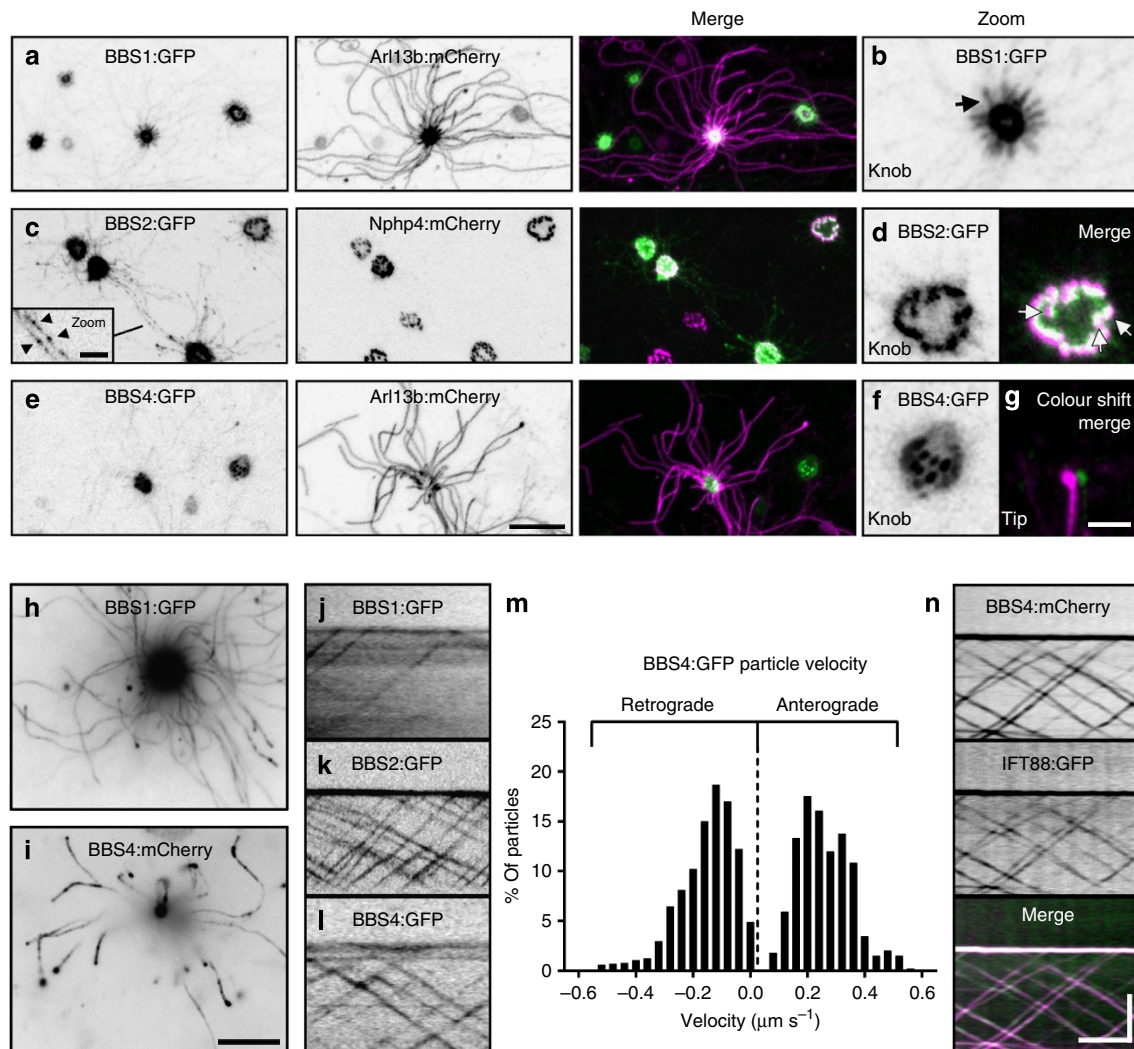 Merge Zoom
a BBS1:GFP Arl13b:mCherry b BBS1:GFP
Knob
c BBS2:GFP Nphp4:mCherry d BBS2:GFP Merge
Zoom
Knob
e BBS4:GFP Arl13b:mCherry f BBS4:GFP g Colour shift
merge
Knob Tip
h BBS1:GFP
i BBS4:mCherry
j BBS1:GFP
k BBS2:GFP
l BBS4:GFP
m
BBS4:GFP particle velocity
Retrograde Anterograde
25
20
15
10
5
0
% Of particles
–0.6 –0.4 –0.2 0.0 0.2 0.4 0.6
Velocity (µm s⁻¹)
n BBS4:mCherry
IFT88:GFP
Merge